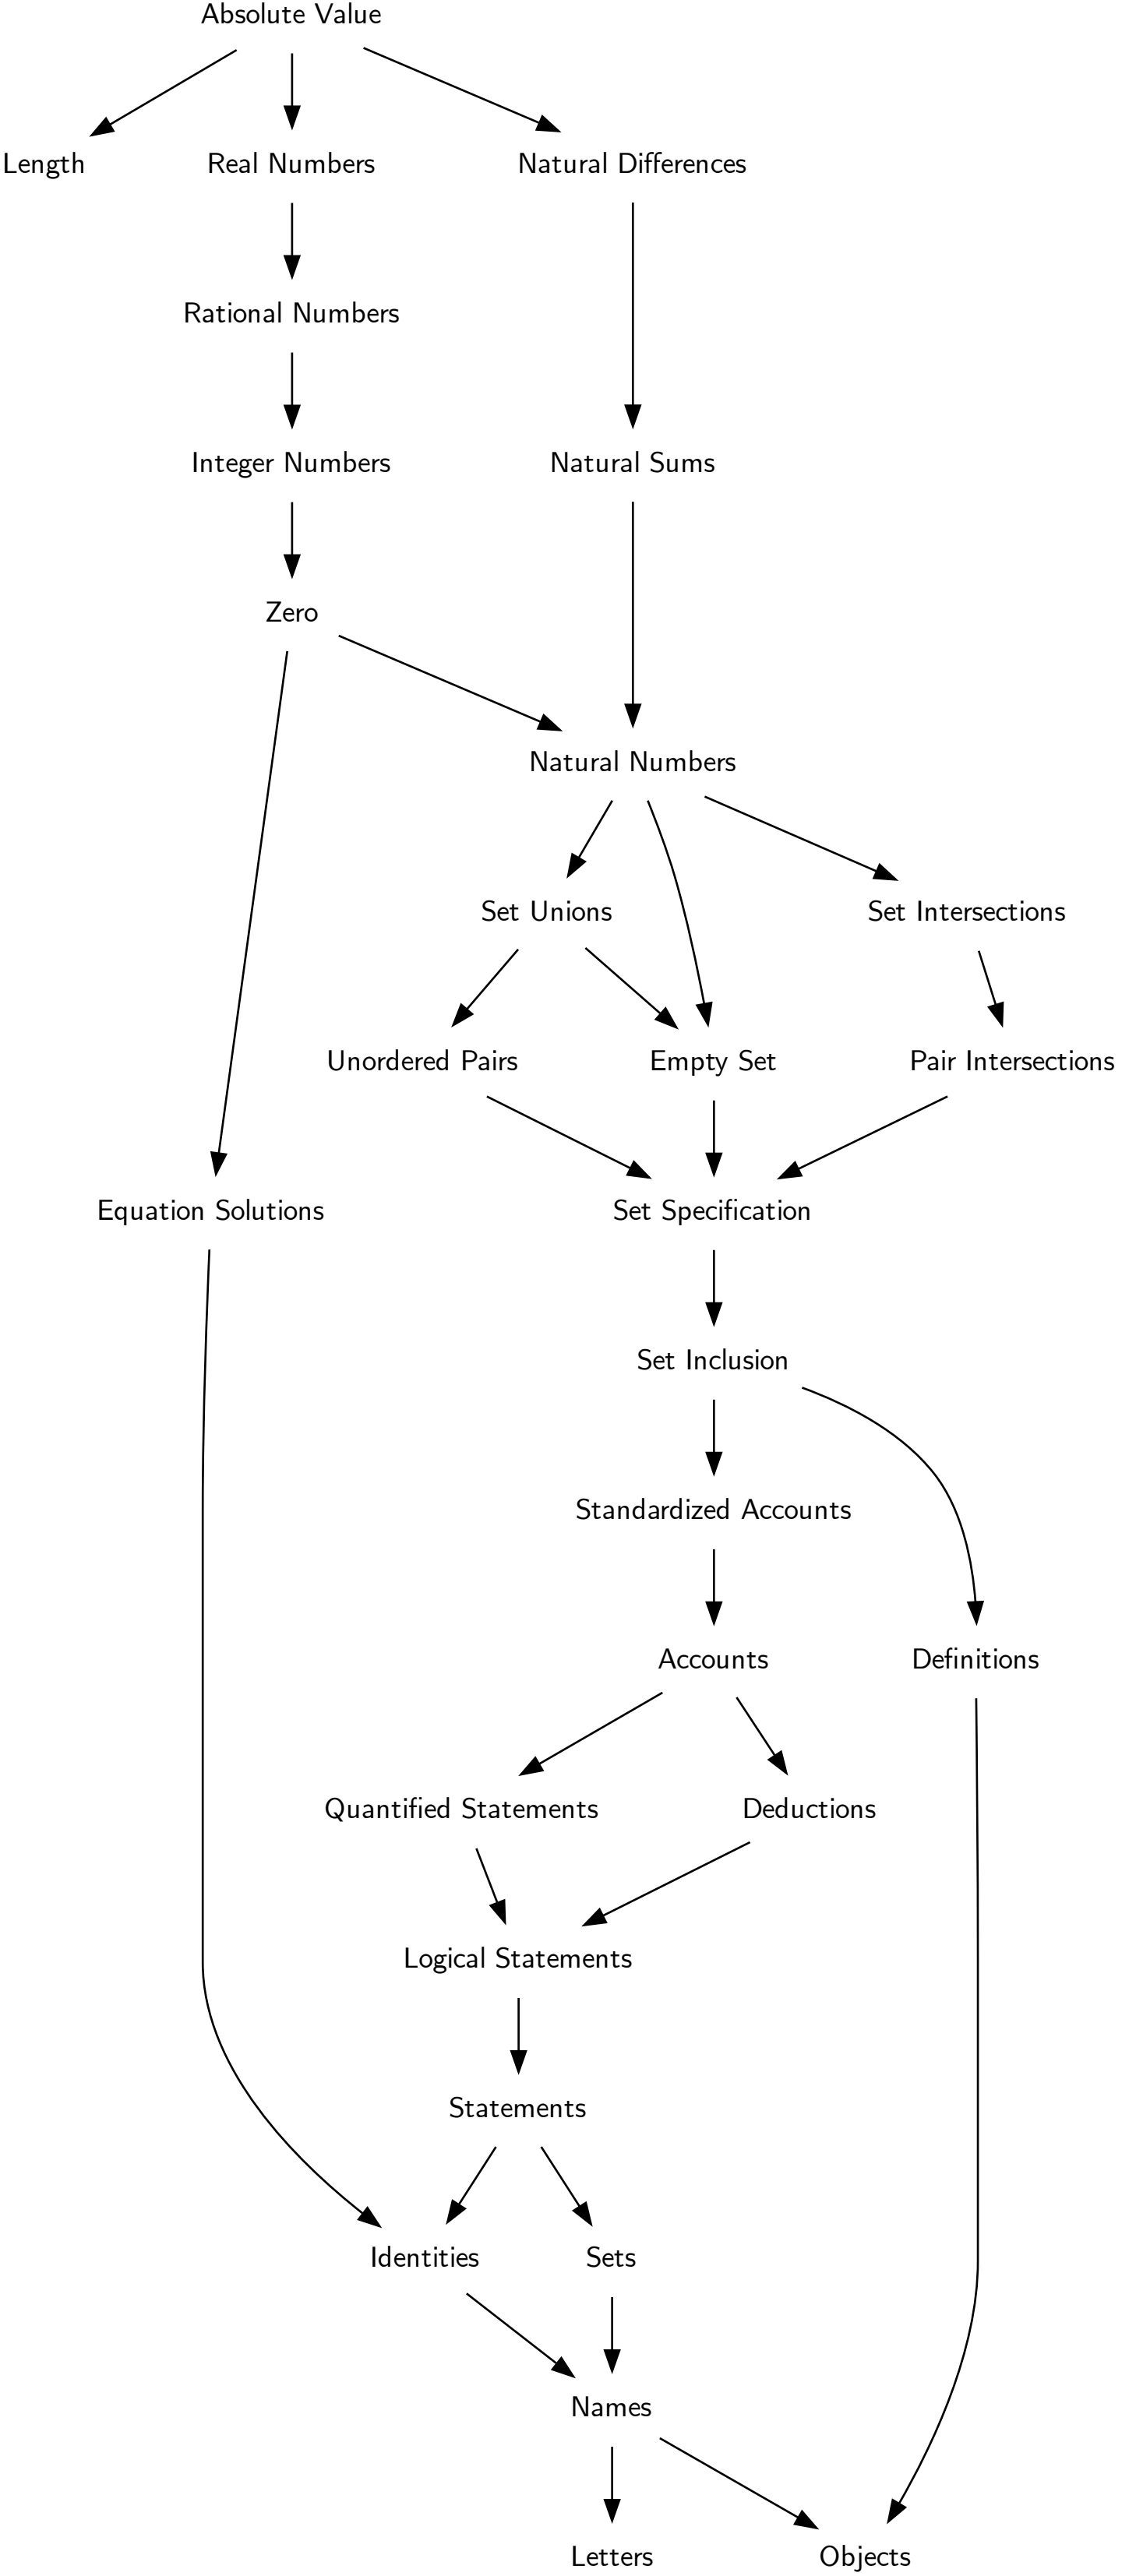 Absolute Value
Length
Real Numbers
Natural Differences
Rational Numbers
Integer Numbers
Natural Sums
Zero
Natural Numbers
Set Unions
Set Intersections
Unordered Pairs
Empty Set
Pair Intersections
Equation Solutions
Set Specification
Set Inclusion
Standardized Accounts
Accounts
Definitions
Quantified Statements
Deductions
Logical Statements
Statements
Identities
Sets
Names
Letters
Objects